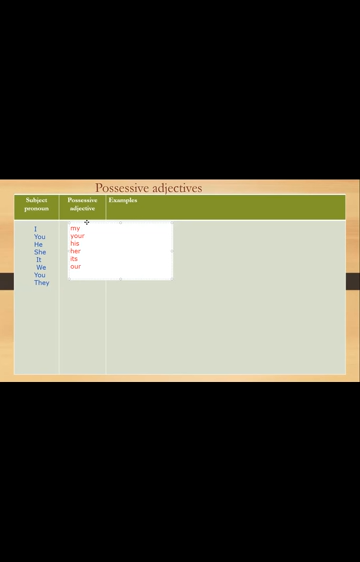 Possessive adjectives
Subject pronoun
Possessive adjective
Examples
I
You
He
She
It
We
You
They
my
your
his
her
its
our